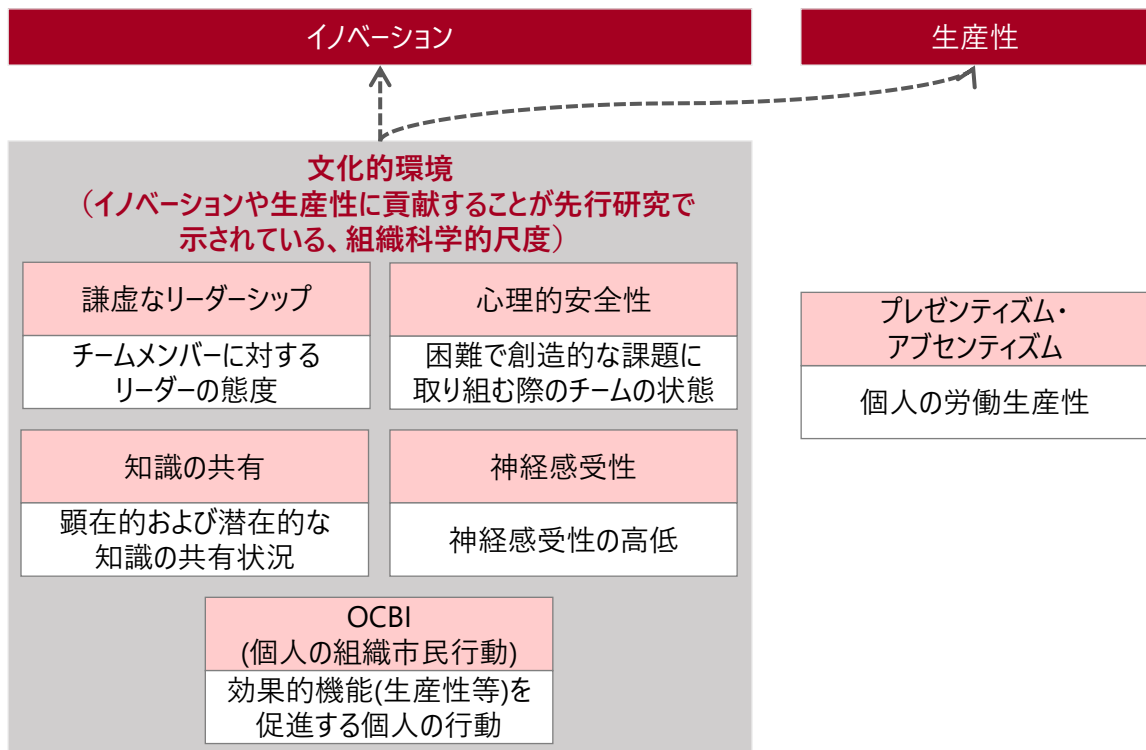 イノベーション
生産性
文化的環境
（イノベーションや生産性に貢献することが先行研究で
示されている、組織科学的尺度）
謙虚なリーダーシップ
チームメンバーに対する
リーダーの態度
心理的安全性
困難で創造的な課題に
取り組む際のチームの状態
プレゼンティズム・
アブセンティズム
個人の労働生産性
知識の共有
顕在的および潜在的な
知識の共有状況
神経感受性
神経感受性の高低
OCBI
(個人の組織市民行動)
効果的機能(生産性等)を
促進する個人の行動